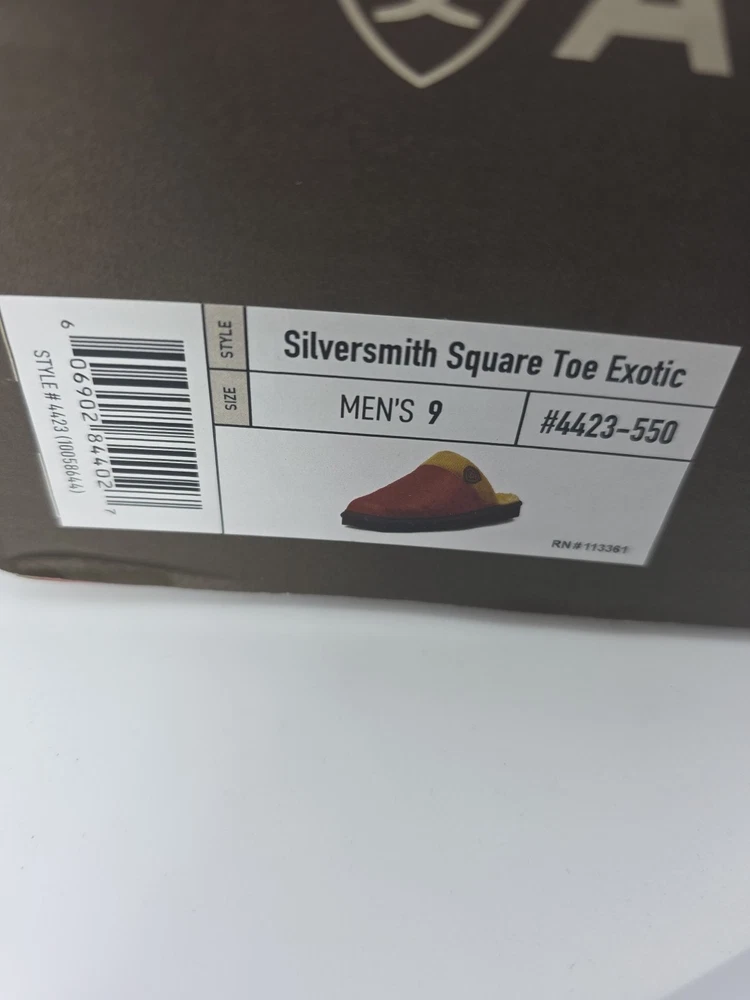 A
STYLE
Silversmith Square Toe Exotic
SIZE
MEN'S 9
#4423-550
RN#113361
6 06902 84402 7
STYLE # 4423 (10058644)